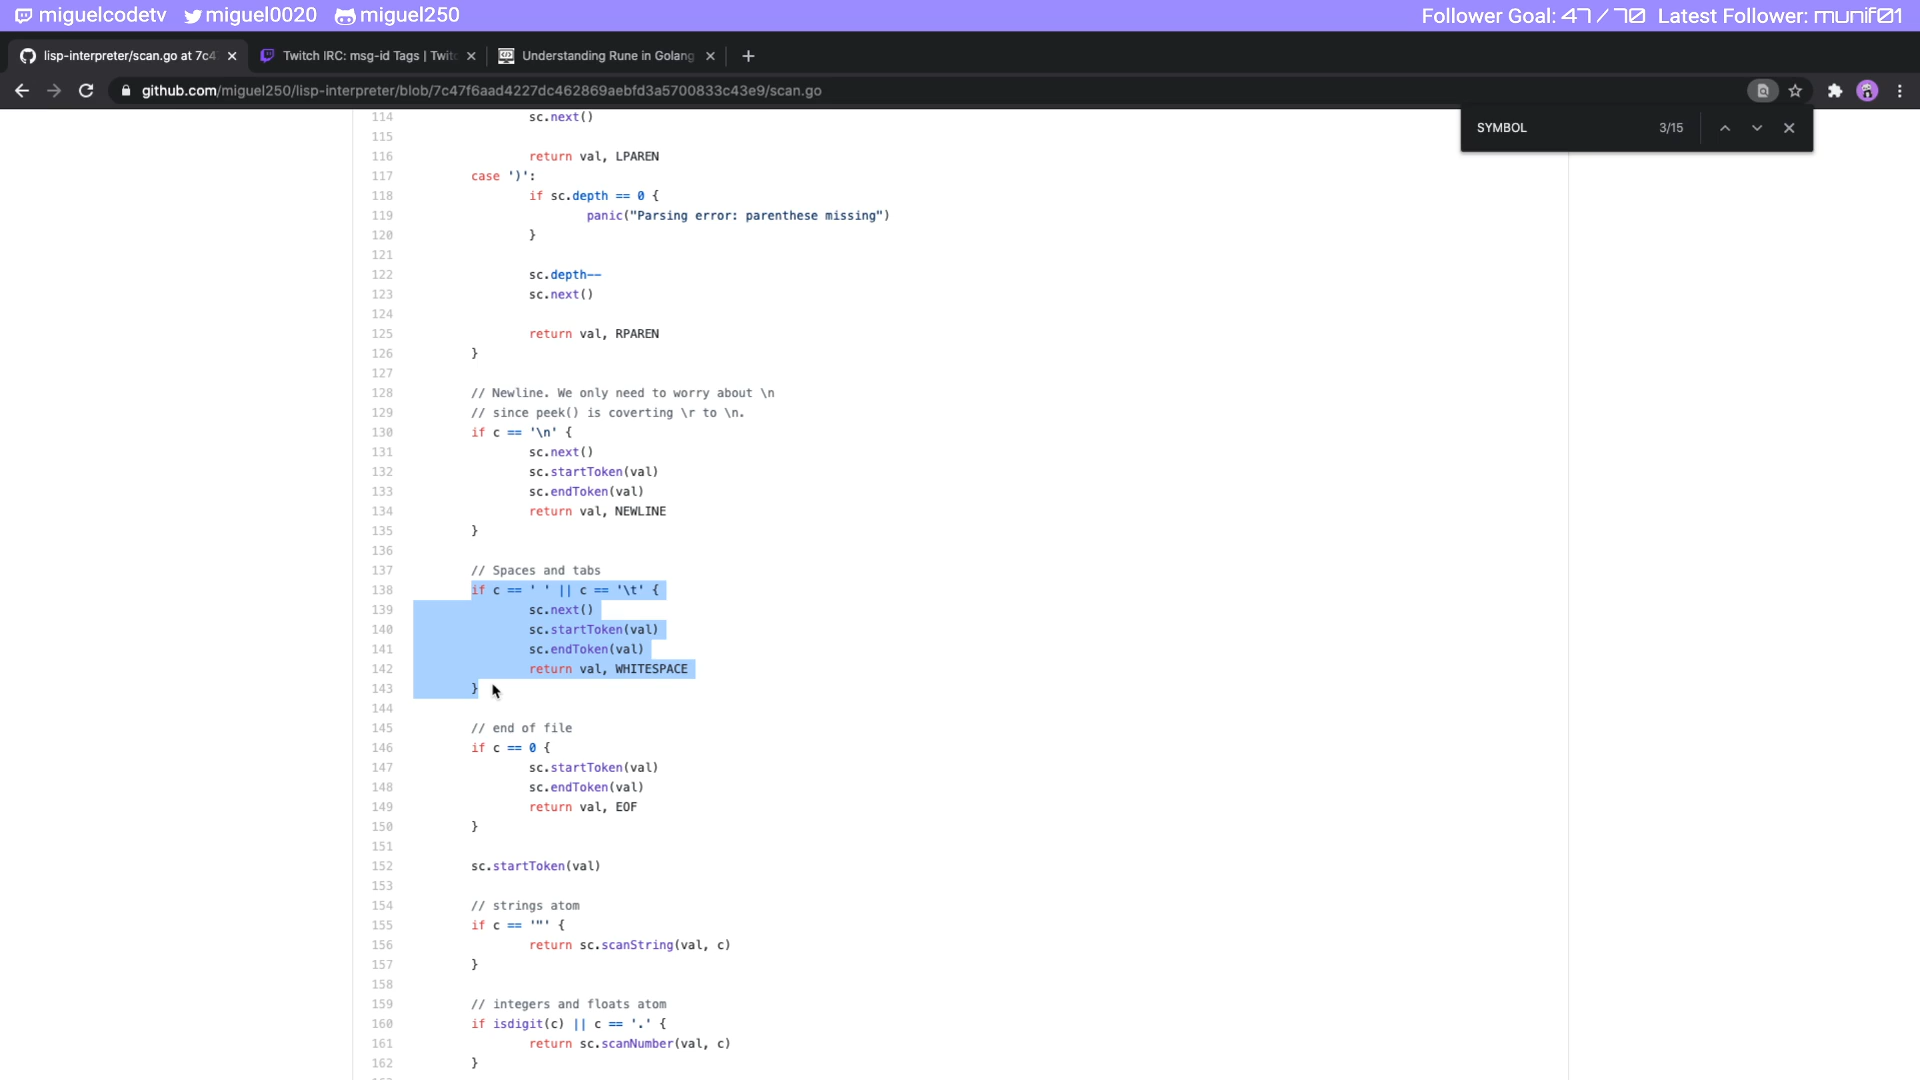 miguelcodetv miguel0020 miguel250 Follower Goal: 47 / 70 Latest Follower: munif01
lisp-interpreter/scan.go at 7c4 Twitch IRC: msg-id Tags | Twitc Understanding Rune in Golang
github.com/miguel250/lisp-interpreter/blob/7c47f6aad4227dc462869aebfd3a5700833c43e9/scan.go
SYMBOL 3/15
114 sc.next()
115
116 return val, LPAREN
117 case ')':
118 if sc.depth == 0 {
119 panic("Parsing error: parenthese missing")
120 }
121
122 sc.depth--
123 sc.next()
124
125 return val, RPAREN
126 }
127
128 // Newline. We only need to worry about \n
129 // since peek() is coverting \r to \n.
130 if c == '\n' {
131 sc.next()
132 sc.startToken(val)
133 sc.endToken(val)
134 return val, NEWLINE
135 }
136
137 // Spaces and tabs
138 if c == ' ' || c == '\t' {
139 sc.next()
140 sc.startToken(val)
141 sc.endToken(val)
142 return val, WHITESPACE
143 }
144
145 // end of file
146 if c == 0 {
147 sc.startToken(val)
148 sc.endToken(val)
149 return val, EOF
150 }
151
152 sc.startToken(val)
153
154 // strings atom
155 if c == '"' {
156 return sc.scanString(val, c)
157 }
158
159 // integers and floats atom
160 if isdigit(c) || c == '.' {
161 return sc.scanNumber(val, c)
162 }